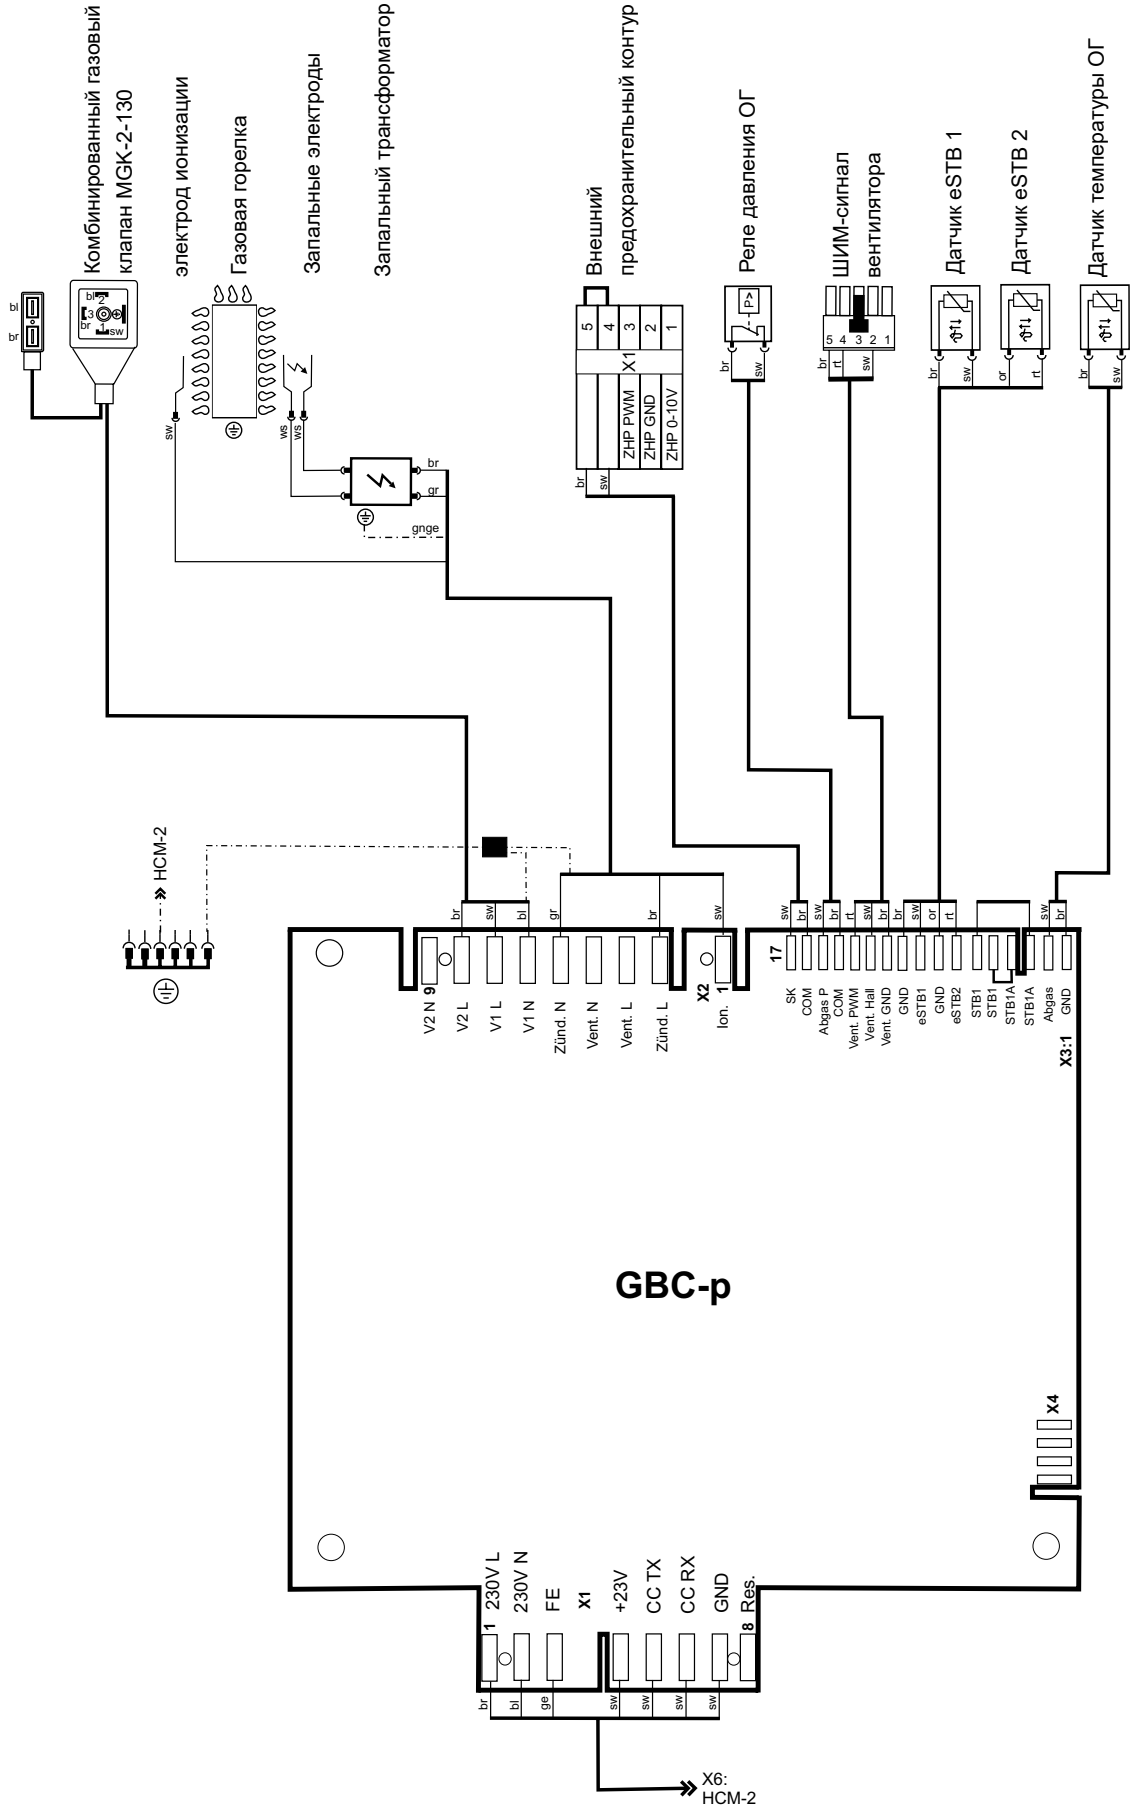 Комбинированный газовый
клапан MGK-2-130
электрод ионизации
Газовая горелка
Запальные электроды
Запальный трансформатор
Внешний
предохранительный контур
Реле давления ОГ
ШИМ-сигнал
вентилятора
Датчик eSTB 1
Датчик eSTB 2
Датчик температуры ОГ
bl
br
bl
2
3
br
1
sw
sw
ws
ws
br
gr
gnge
5
4
3
2
1
X1
ZHP PWM
ZHP GND
ZHP 0-10V
br
sw
P>
br
sw
5
4
3
2
1
br
rt
sw
br
sw
or
rt
br
sw
HCM-2
br
sw
bl
gr
br
sw
sw
br
sw
br
rt
sw
br
br
sw
or
rt
sw
br
9
V2 N
V2 L
V1 L
V1 N
Zünd. N
Vent. N
Vent. L
Zünd. L
X2
1
Ion.
17
SK
COM
Abgas P
COM
Vent. PWM
Vent. Hall
Vent. GND
GND
eSTB1
GND
eSTB2
STB1
STB1
STB1A
STB1A
Abgas
GND
X3:1
GBC-p
X4
1
230V L
230V N
FE
X1
+23V
CC TX
CC RX
GND
8
Res.
br
bl
ge
sw
sw
sw
sw
X6:
HCM-2